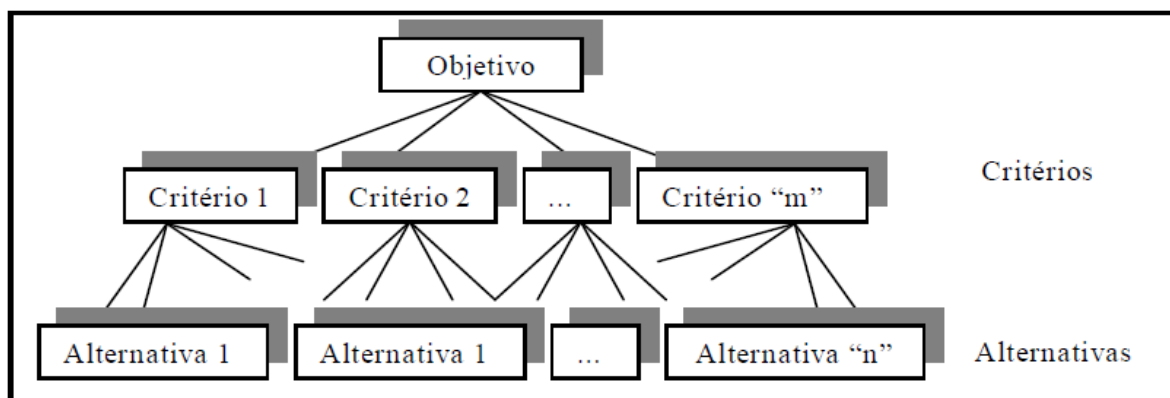 Objetivo
Critérios
Critério 1
Critério 2
...
Critério “m”
Alternativa 1
Alternativa 1
...
Alternativa “n”
Alternativas